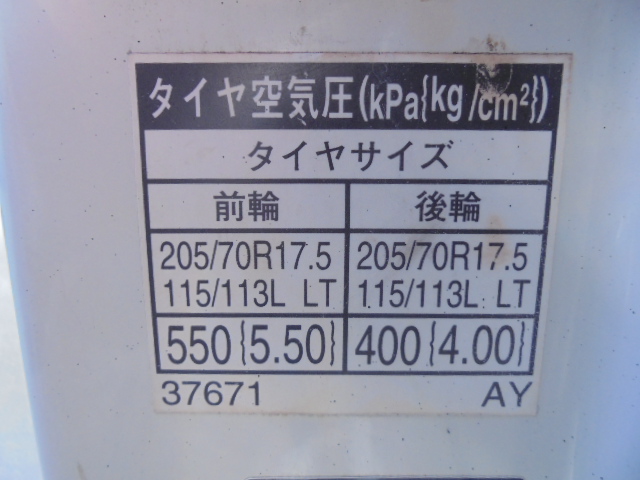 タイヤ空気圧(kPa{kg/cm²})
タイヤサイズ
前輪 後輪
205/70R17.5 205/70R17.5
115/113L LT 115/113L LT
550{5.50} 400{4.00}
37671 AY